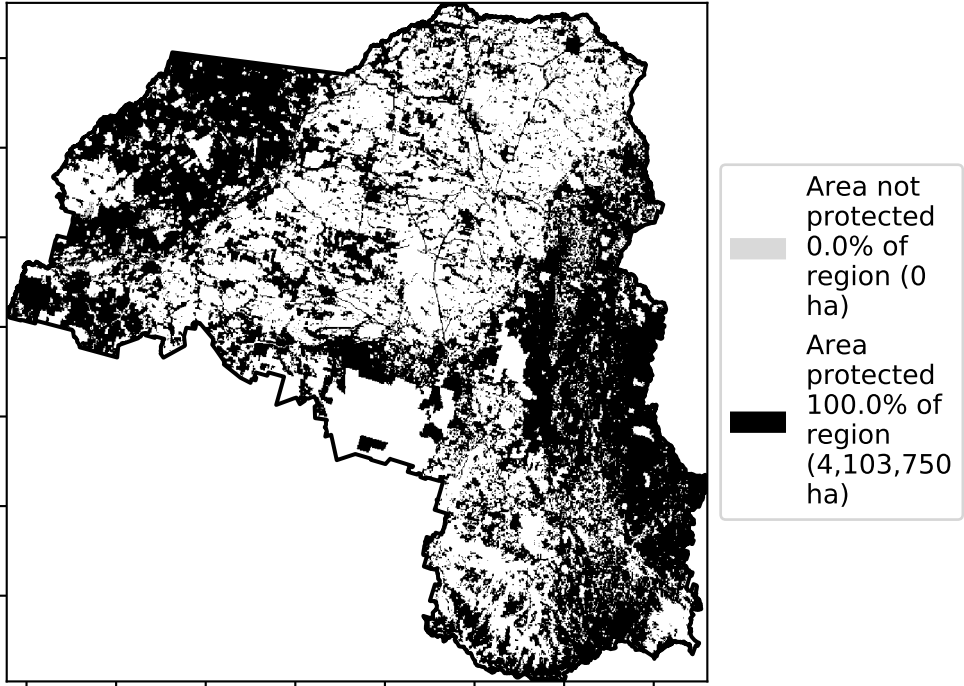 Area not
protected
0.0% of
region (0
ha)
Area
protected
100.0% of
region
(4,103,750
ha)